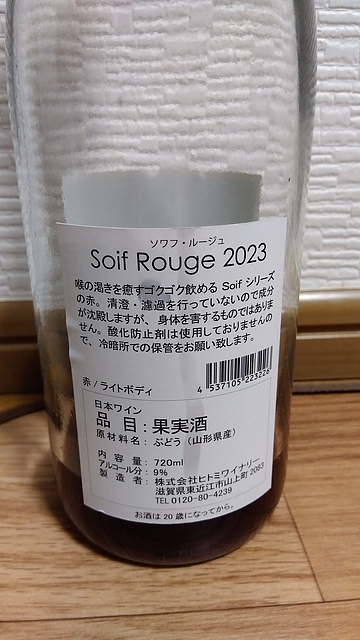 ソワフ・ルージュ
Soif Rouge 2023
喉の渇きを癒すゴクゴク飲める Soif シリーズ
の赤。清澄・濾過を行っていないので成分
が沈殿しますが、身体を害するものではありま
せん。酸化防止剤は使用しておりませんの
で、冷暗所での保管をお願い致します。
4 537105 223226
赤 / ライトボディ
日本ワイン
品 目 : 果実酒
原材料名 : ぶどう（山形県産）
内 容 量 : 720ml
アルコール分 : 9%
製 造 者 : 株式会社ヒトミワイナリー
滋賀県東近江市山上町 2083
TEL 0120-80-4239
お酒は 20 歳になってから。